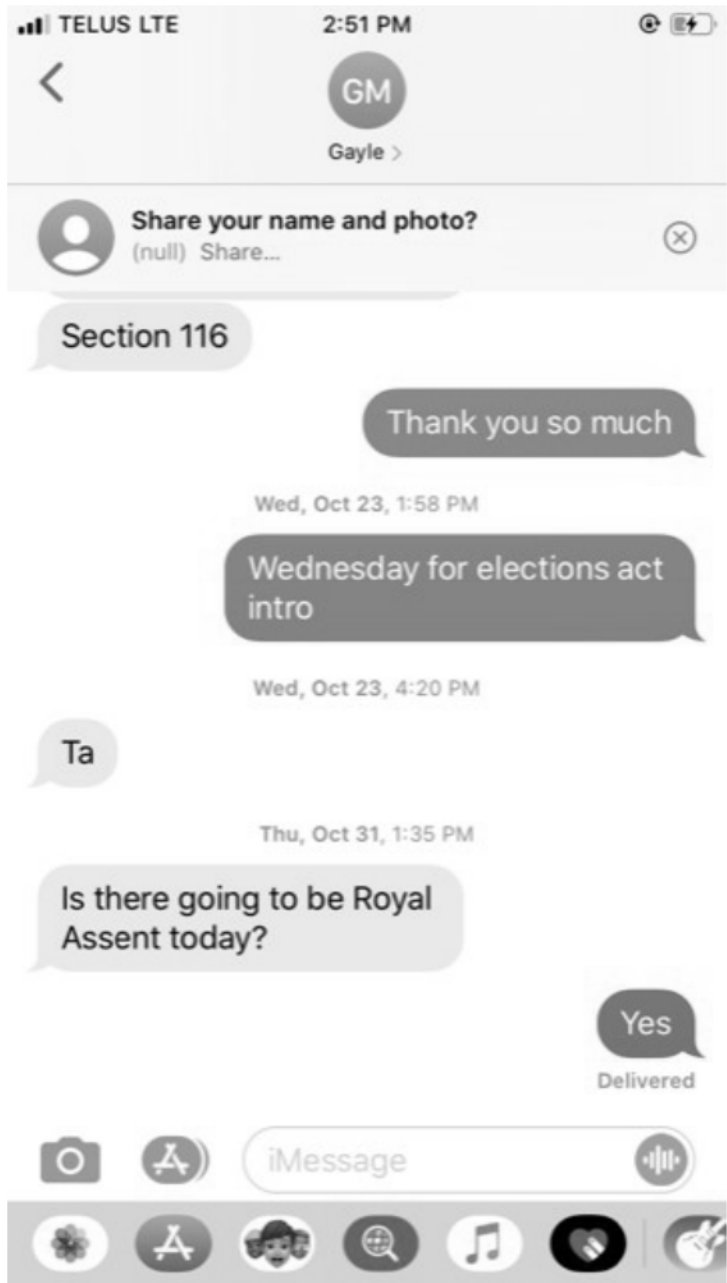 TELUS LTE 2:51 PM
GM
Gayle >
Share your name and photo?
(null) Share...
Section 116
Thank you so much
Wed, Oct 23, 1:58 PM
Wednesday for elections act
intro
Wed, Oct 23, 4:20 PM
Ta
Thu, Oct 31, 1:35 PM
Is there going to be Royal
Assent today?
Yes
Delivered
iMessage